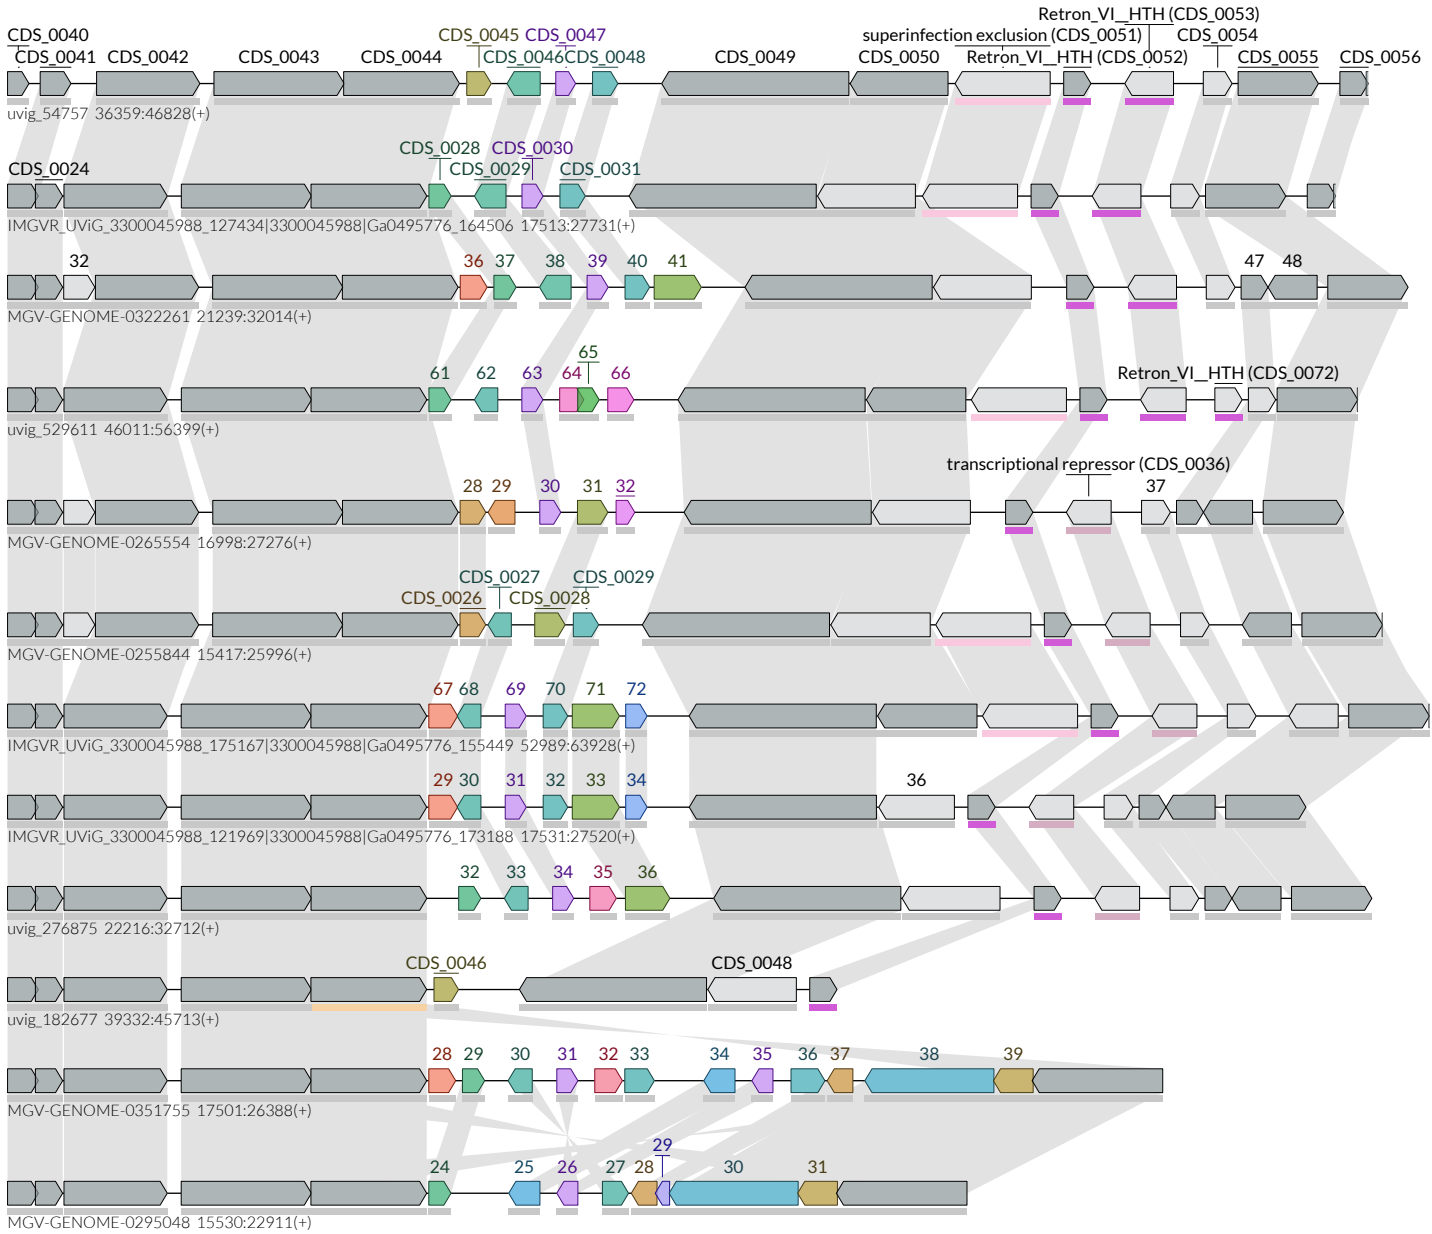 Retron_VI__HTH (CDS_0053)
CDS_0040 CDS_0045 CDS_0047 superinfection exclusion (CDS_0051) CDS_0054
CDS_0041 CDS_0042 CDS_0043 CDS_0044 CDS_0046 CDS_0048 CDS_0049 CDS_0050 Retron_VI__HTH (CDS_0052) CDS_0055 CDS_0056
uvig_54757 36359:46828(+)
CDS_0028 CDS_0030
CDS_0024 CDS_0029 CDS_0031
IMGVR_UViG_3300045988_127434|3300045988|Ga0495776_164506 17513:27731(+)
32 36 37 38 39 40 41 47 48
MGV-GENOME-0322261 21239:32014(+)
65
61 62 63 64 66 Retron_VI__HTH (CDS_0072)
uvig_529611 46011:56399(+)
transcriptional repressor (CDS_0036)
28 29 30 31 32 37
MGV-GENOME-0265554 16998:27276(+)
CDS_0027 CDS_0029
CDS_0026 CDS_0028
MGV-GENOME-0255844 15417:25996(+)
67 68 69 70 71 72
IMGVR_UViG_3300045988_175167|3300045988|Ga0495776_155449 52989:63928(+)
29 30 31 32 33 34 36
IMGVR_UViG_3300045988_121969|3300045988|Ga0495776_173188 17531:27520(+)
32 33 34 35 36
uvig_276875 22216:32712(+)
CDS_0046 CDS_0048
uvig_182677 39332:45713(+)
28 29 30 31 32 33 34 35 36 37 38 39
MGV-GENOME-0351755 17501:26388(+)
29
24 25 26 27 28 30 31
MGV-GENOME-0295048 15530:22911(+)